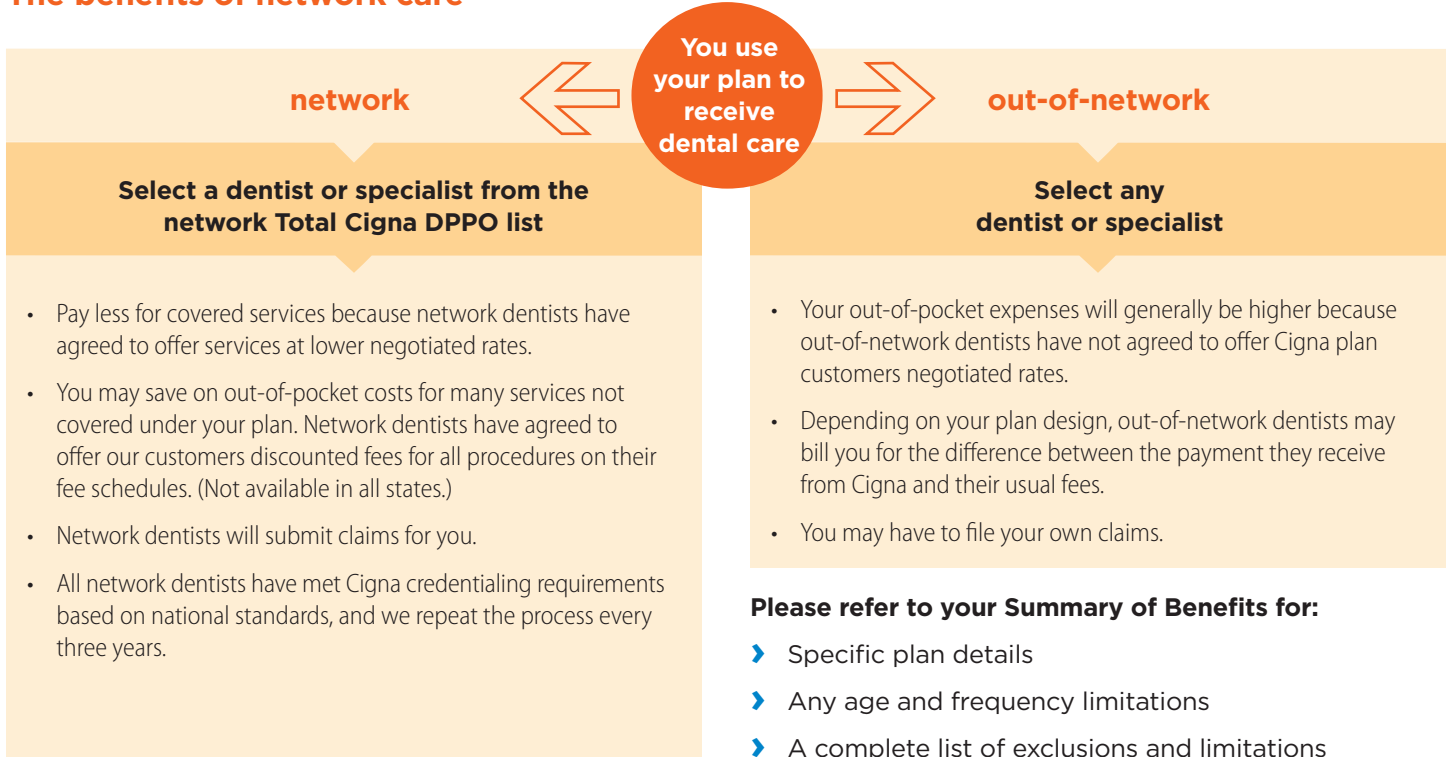 The benefits of network care
You use
your plan to
receive
dental care
network
Select a dentist or specialist from the
network Total Cigna DPPO list
• Pay less for covered services because network dentists have
agreed to offer services at lower negotiated rates.
• You may save on out-of-pocket costs for many services not
covered under your plan. Network dentists have agreed to
offer our customers discounted fees for all procedures on their
fee schedules. (Not available in all states.)
• Network dentists will submit claims for you.
• All network dentists have met Cigna credentialing requirements
based on national standards, and we repeat the process every
three years.
out-of-network
Select any
dentist or specialist
• Your out-of-pocket expenses will generally be higher because
out-of-network dentists have not agreed to offer Cigna plan
customers negotiated rates.
• Depending on your plan design, out-of-network dentists may
bill you for the difference between the payment they receive
from Cigna and their usual fees.
• You may have to file your own claims.
Please refer to your Summary of Benefits for:
› Specific plan details
› Any age and frequency limitations
› A complete list of exclusions and limitations